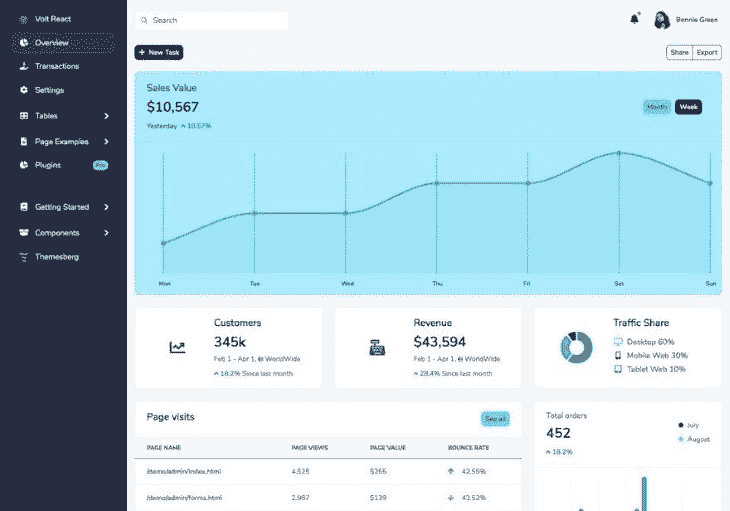 Volt React
Search
Bonnie Green
Overview
+ New Task
Share Export
Transactions
Settings
Tables
Page Examples
Plugins Pro
Getting Started
Components
Themesberg
Sales Value
$10,567
Yesterday 10.57%
Month Week
Mon Tue Wed Thu Fri Sat Sun
Customers
345k
Feb 1 - Apr 1, WorldWide
18.2% Since last month
Revenue
$43,594
Feb 1 - Apr 1, WorldWide
28.4% Since last month
Traffic Share
Desktop 60%
Mobile Web 30%
Tablet Web 10%
Page visits
See all
PAGE NAME PAGE VIEWS PAGE VALUE BOUNCE RATE
/demo/admin/index.html 4,525 $255 42.55%
/demo/admin/forms.html 2,987 $139 43.52%
Total orders
452
18.2%
July
August